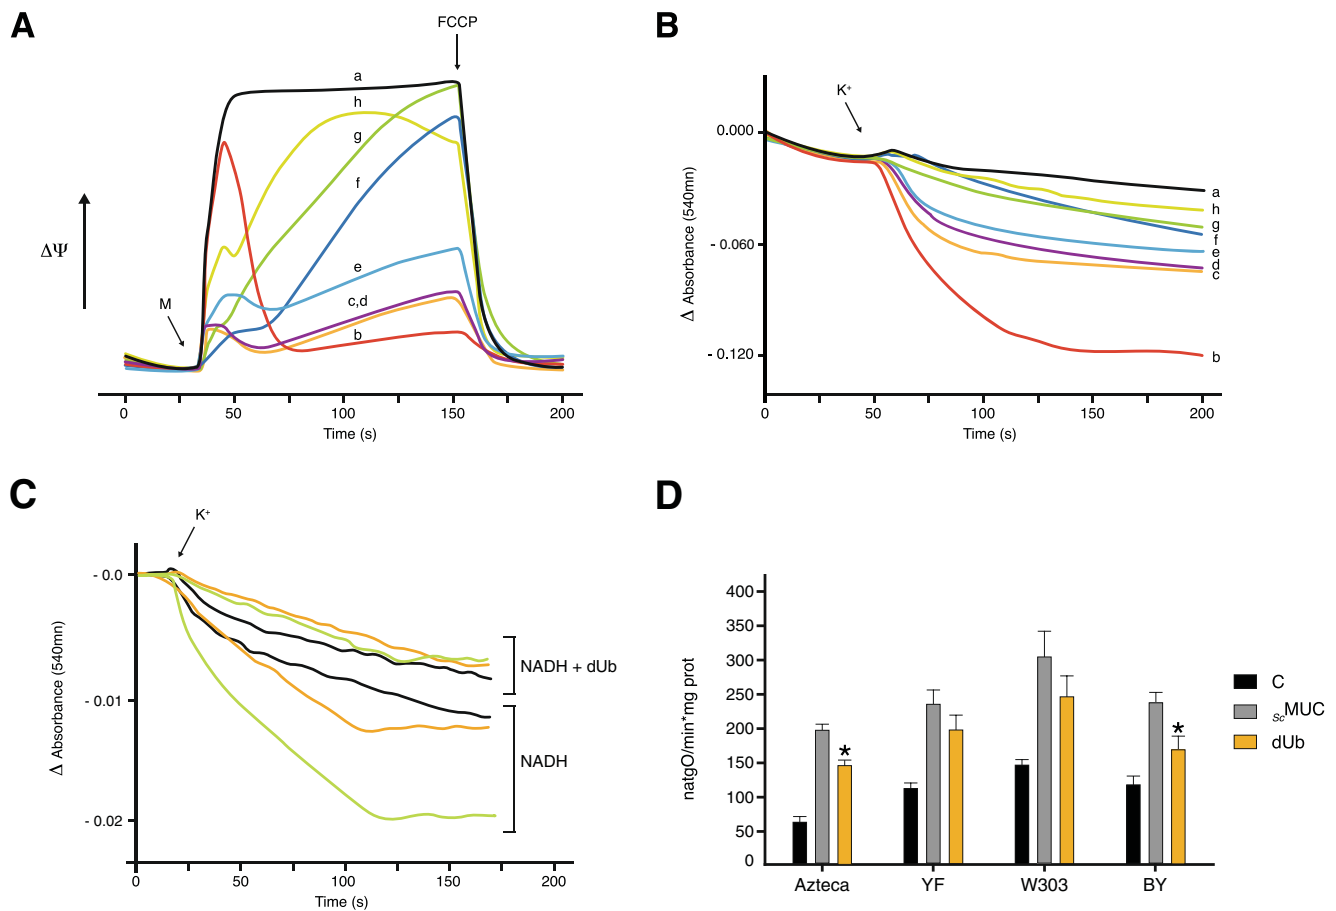 A
FCCP
a
h
g
f
e
c,d
b
ΔΨ
M
0
50
100
150
200
Time (s)
B
K+
0.000
- 0.060
- 0.120
Δ Absorbance (540mn)
a
h
g
f
e
d
c
b
0
50
100
150
200
Time (s)
C
K+
- 0.0
- 0.01
- 0.02
Δ Absorbance (540mn)
NADH + dUb
NADH
0
50
100
150
200
Time (s)
D
natgO/min*mg prot
400
350
300
250
200
150
100
50
0
*
*
Azteca
YF
W303
BY
C
ScMUC
dUb